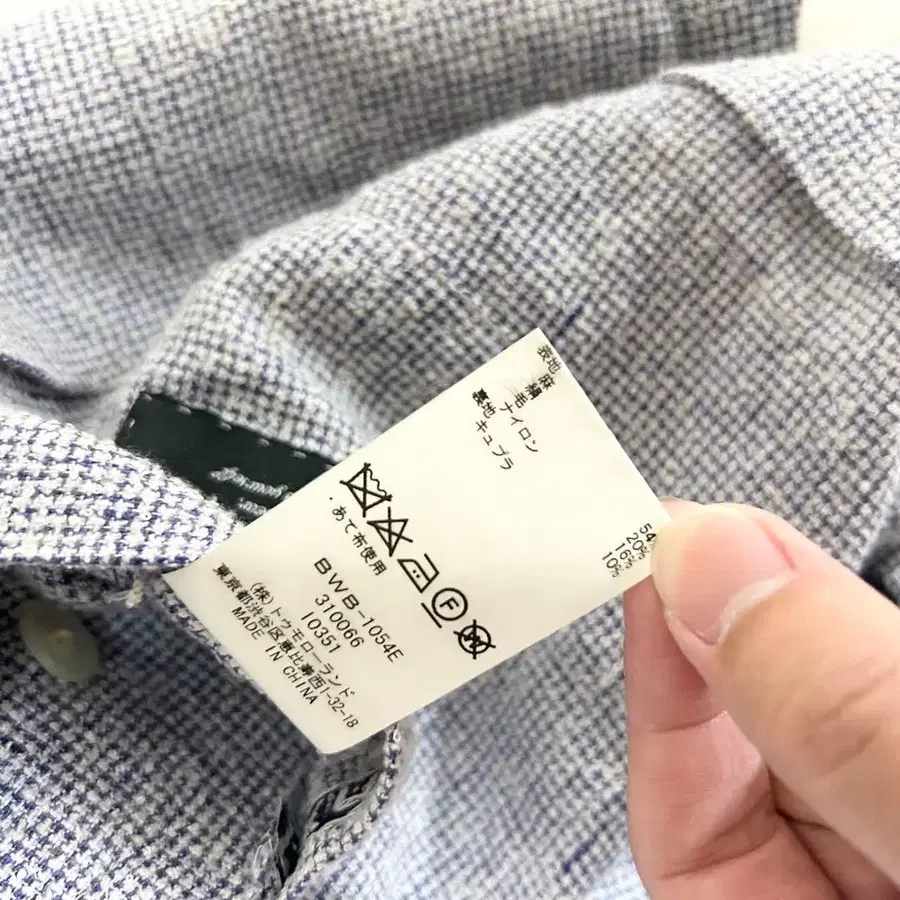 表地 麻 54%
絹 20%
毛 16%
ナイロン 10%
裏地 キュプラ
F
W
あて布使用
BWB-1054E
310066
10351
(株)トゥモローランド
東京都渋谷区恵比寿西1-32-18
MADE IN CHINA